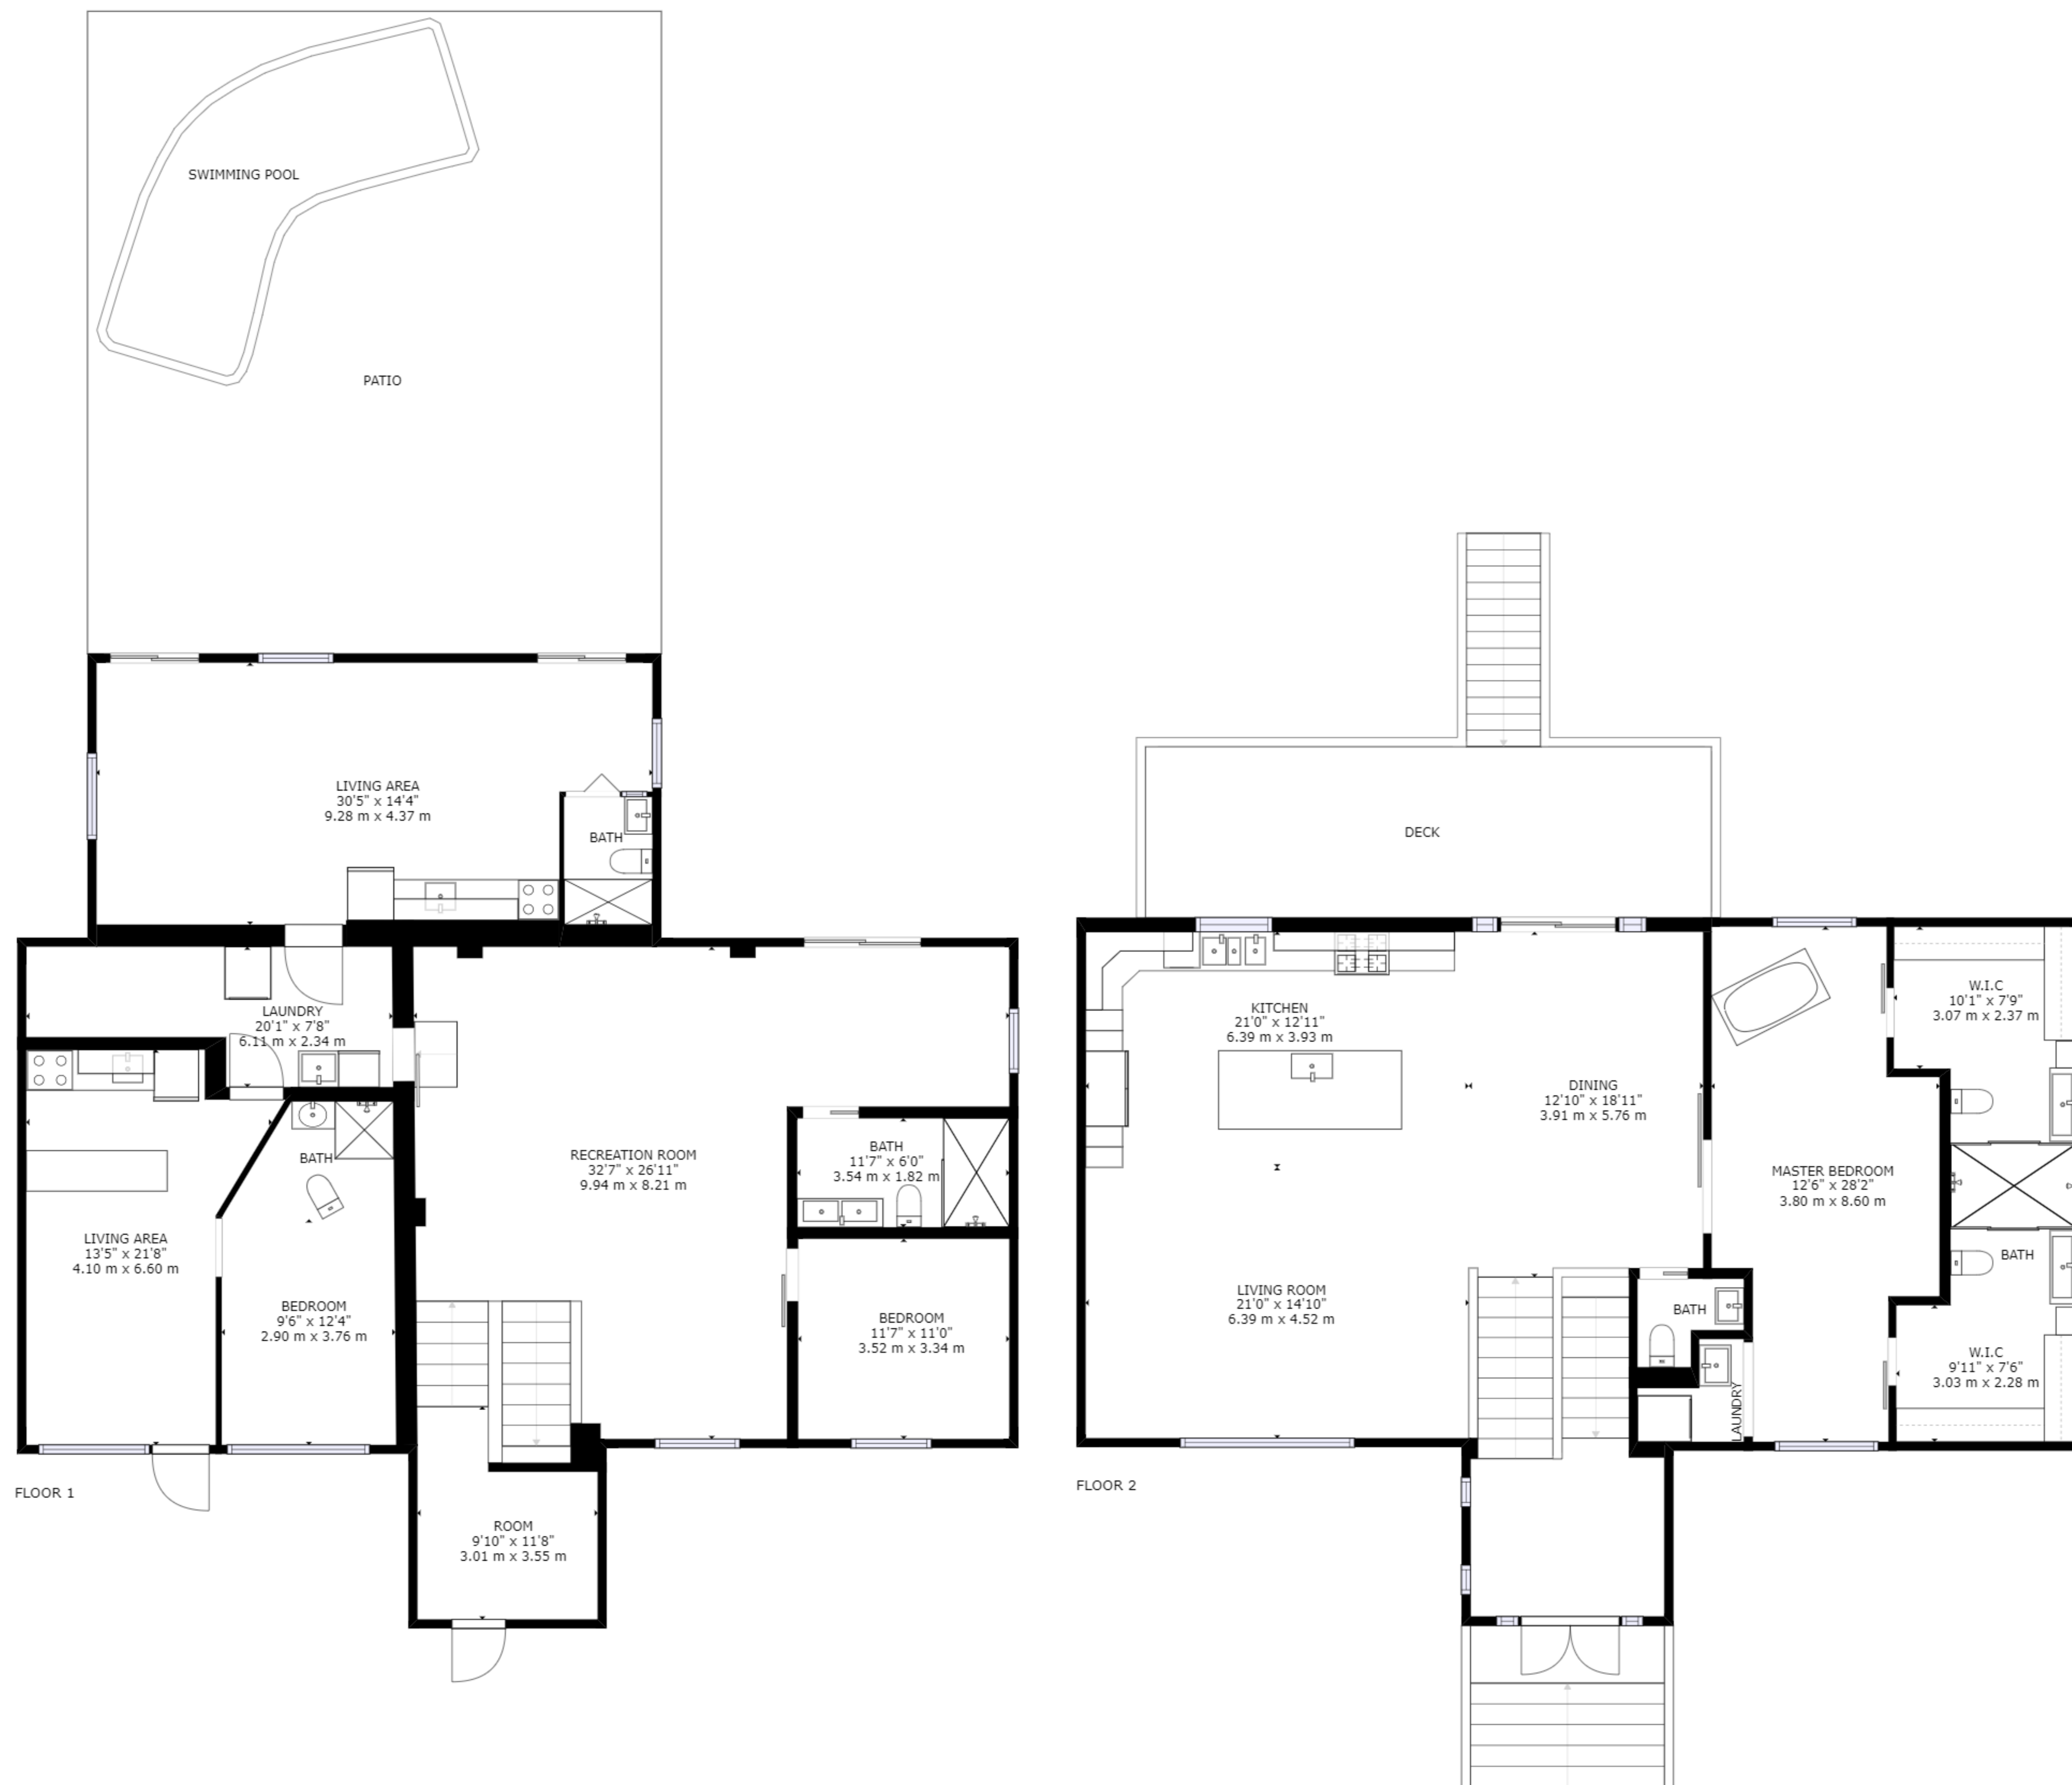 SWIMMING POOL
PATIO
LIVING AREA
30'5" x 14'4"
9.28 m x 4.37 m
BATH
LAUNDRY
20'1" x 7'8"
6.11 m x 2.34 m
RECREATION ROOM
32'7" x 26'11"
9.94 m x 8.21 m
BATH
11'7" x 6'0"
3.54 m x 1.82 m
BATH
LIVING AREA
13'5" x 21'8"
4.10 m x 6.60 m
BEDROOM
9'6" x 12'4"
2.90 m x 3.76 m
BEDROOM
11'7" x 11'0"
3.52 m x 3.34 m
ROOM
9'10" x 11'8"
3.01 m x 3.55 m
FLOOR 1
DECK
KITCHEN
21'0" x 12'11"
6.39 m x 3.93 m
DINING
12'10" x 18'11"
3.91 m x 5.76 m
W.I.C
10'1" x 7'9"
3.07 m x 2.37 m
MASTER BEDROOM
12'6" x 28'2"
3.80 m x 8.60 m
BATH
LIVING ROOM
21'0" x 14'10"
6.39 m x 4.52 m
BATH
W.I.C
9'11" x 7'6"
3.03 m x 2.28 m
LAUNDRY
FLOOR 2